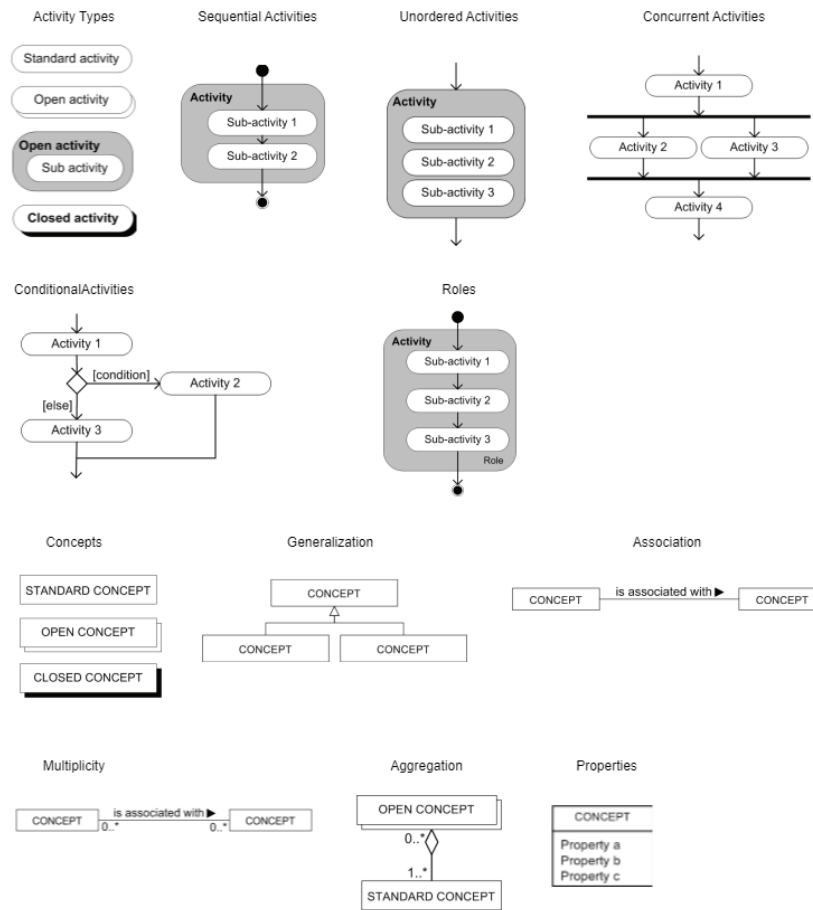 Activity Types
Standard activity
Open activity
Open activity
Sub activity
Closed activity
Sequential Activities
Activity
Sub-activity 1
Sub-activity 2
Unordered Activities
Activity
Sub-activity 1
Sub-activity 2
Sub-activity 3
Concurrent Activities
Activity 1
Activity 2
Activity 3
Activity 4
ConditionalActivities
Activity 1
[condition]
Activity 2
[else]
Activity 3
Roles
Activity
Sub-activity 1
Sub-activity 2
Sub-activity 3
Role
Concepts
STANDARD CONCEPT
OPEN CONCEPT
CLOSED CONCEPT
Generalization
CONCEPT
CONCEPT
CONCEPT
Association
CONCEPT
is associated with
CONCEPT
Multiplicity
CONCEPT
is associated with
0..*
0..*
CONCEPT
Aggregation
OPEN CONCEPT
0..*
1..*
STANDARD CONCEPT
Properties
CONCEPT
Property a
Property b
Property c